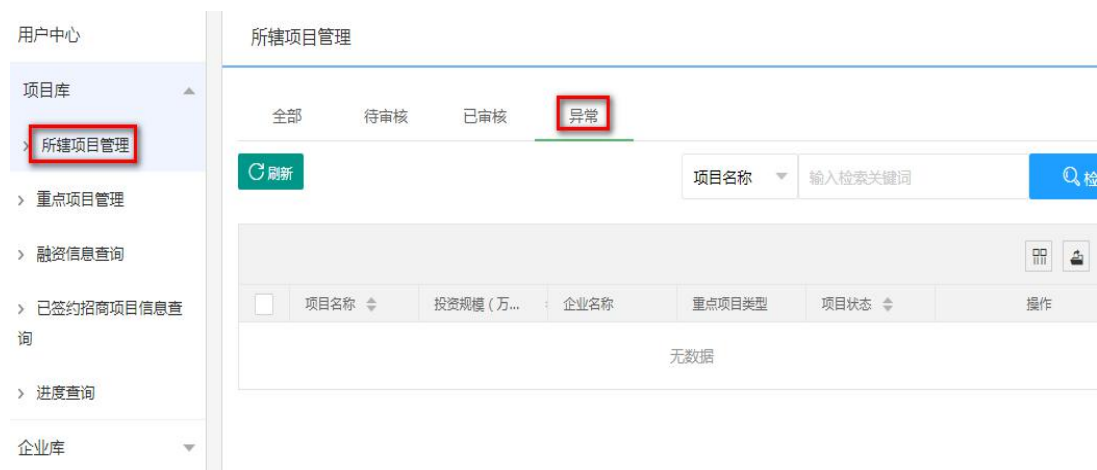 用户中心
所辖项目管理
项目库
全部 待审核 已审核 异常
所辖项目管理
刷新 项目名称 输入检索关键词 检
重点项目管理
融资信息查询
项目名称 投资规模(万... 企业名称 重点项目类型 项目状态 操作
已签约招商项目信息查
询
无数据
进度查询
企业库